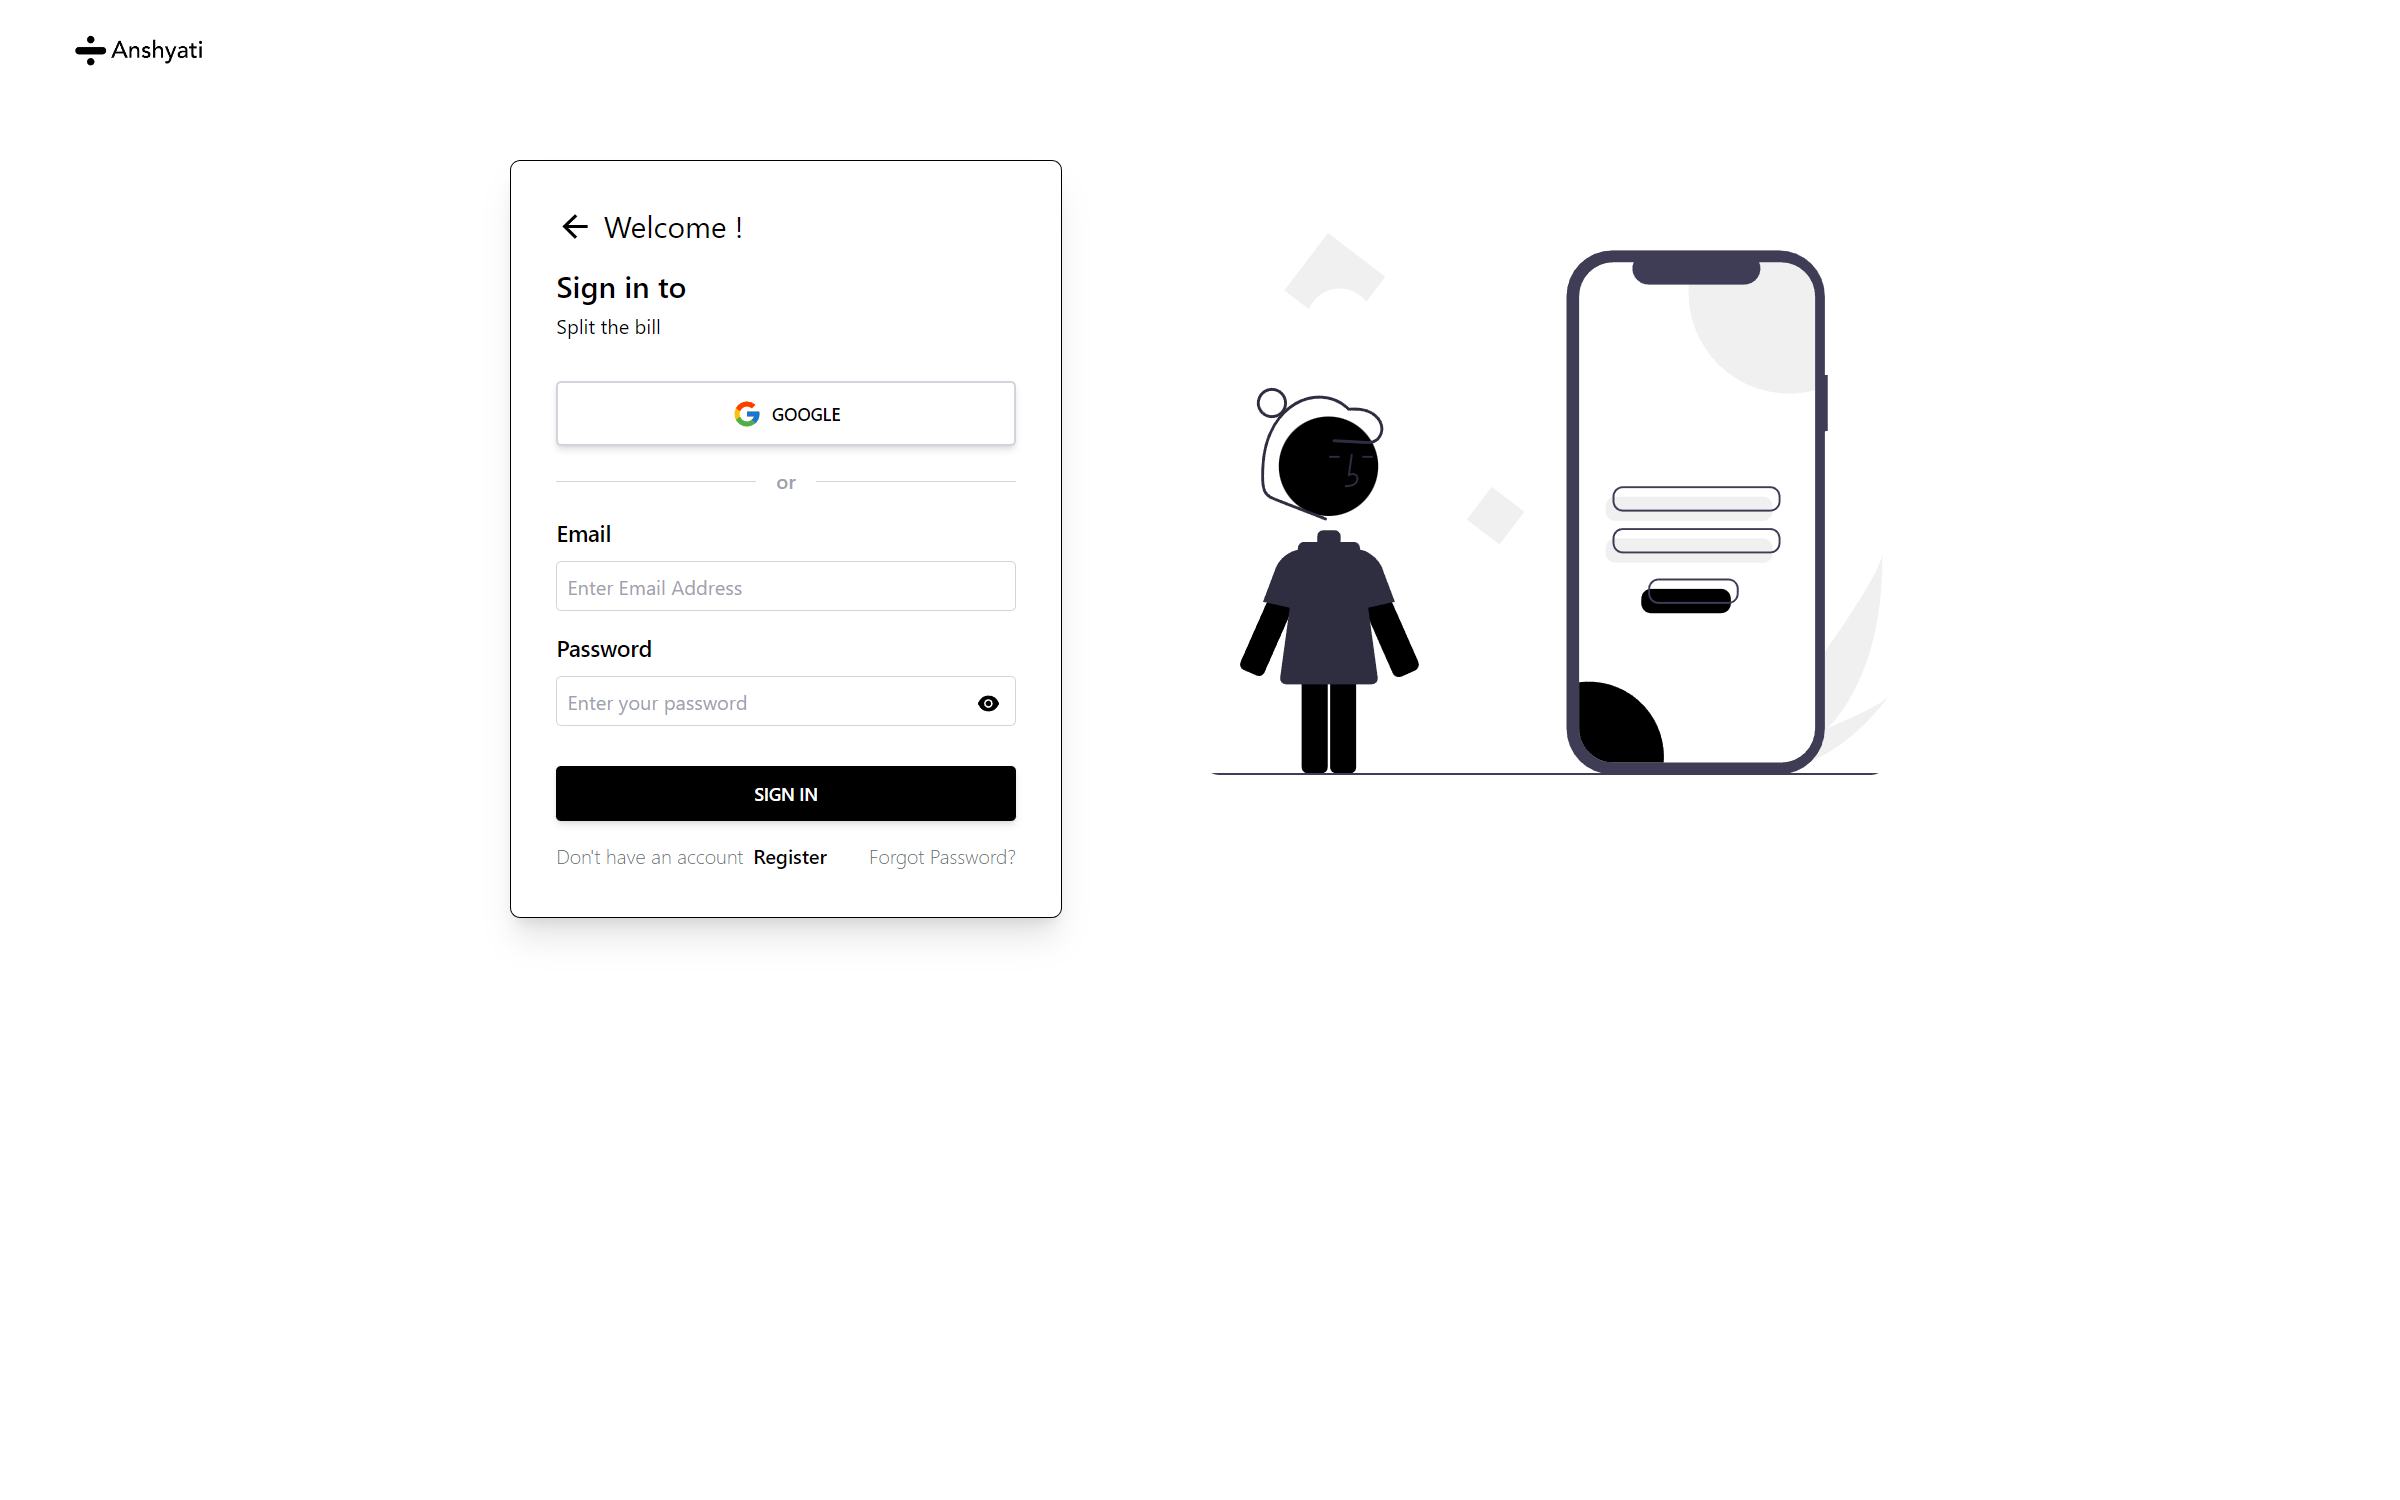 Anshyati
Welcome !
Sign in to
Split the bill
GOOGLE
or
Email
Enter Email Address
Password
Enter your password
SIGN IN
Don't have an account Register Forgot Password?